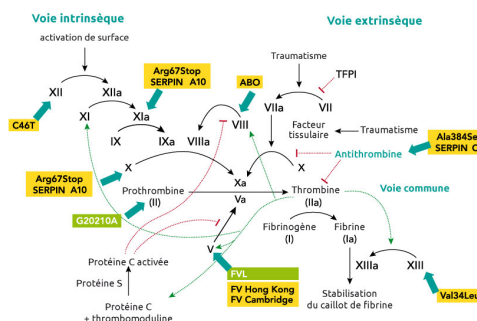 Voie intrinsèque
Voie extrinsèque
activation de surface
Traumatisme
Arg67Stop
SERPIN A10
ABO
TFPI
XII
XIIa
VIIa
VII
C46T
XI
XIa
VIII
Facteur
tissulaire
Traumatisme
Ala384Se
SERPIN C
IX
IXa
VIIIa
Antithrombine
Arg67Stop
SERPIN A10
X
X
Xa
Va
Voie commune
Prothrombine
(II)
Thrombine
(IIa)
G20210A
Fibrinogène
(I)
Fibrine
(Ia)
V
Protéine C activée
FVL
FV Hong Kong
FV Cambridge
XIIIa
XIII
Protéine S
Val34Leu
Stabilisation
du caillot de fibrine
Protéine C
+ thrombomoduline